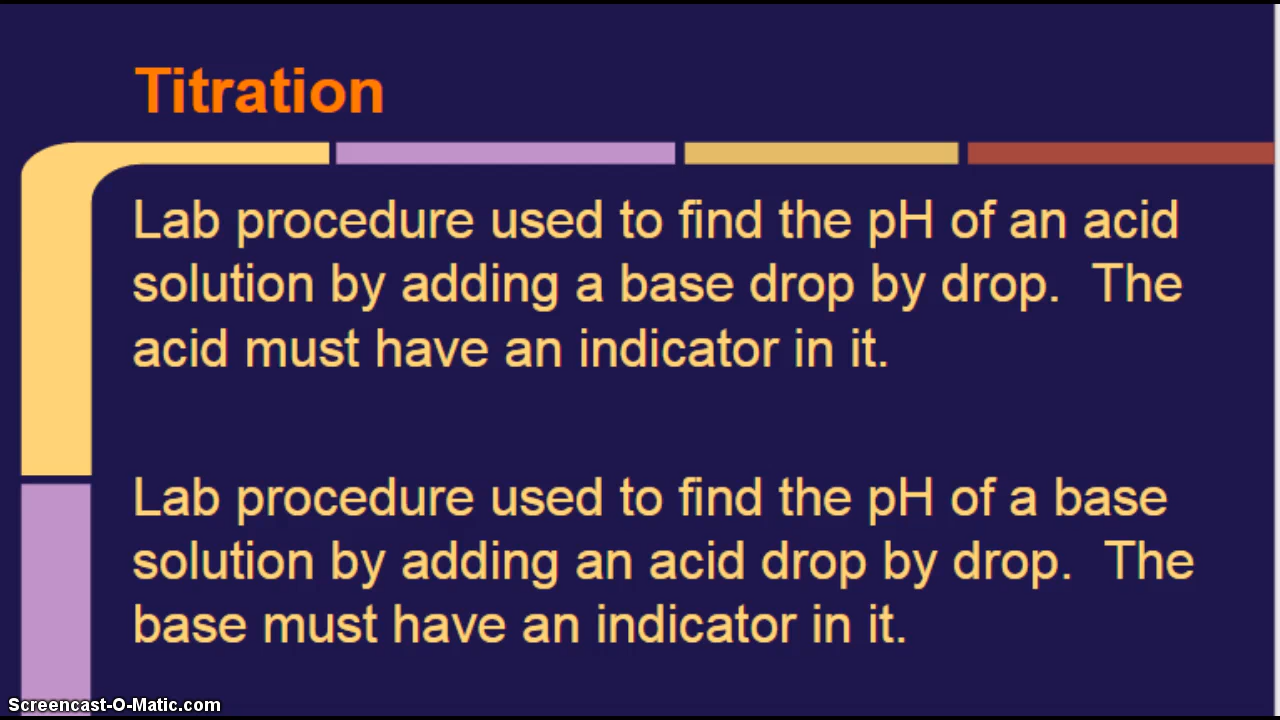 Titration
Lab procedure used to find the pH of an acid
solution by adding a base drop by drop.  The
acid must have an indicator in it.
Lab procedure used to find the pH of a base
solution by adding an acid drop by drop.  The
base must have an indicator in it.
Screencast-O-Matic.com